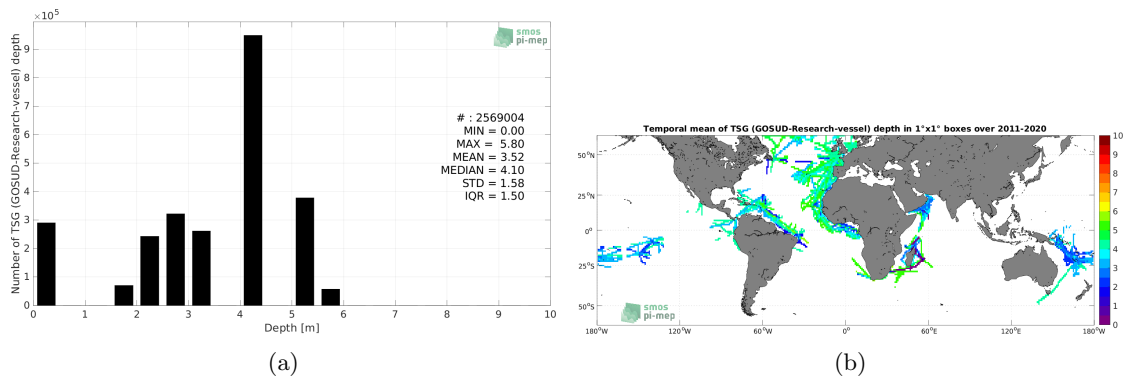 ×10⁵
smos
pi-mep
Number of TSG (GOSUD-Research-vessel) depth
9
8
7
6
5
4
3
2
1
0
# : 2569004
MIN = 0.00
MAX = 5.80
MEAN = 3.52
MEDIAN = 4.10
STD = 1.58
IQR = 1.50
0 1 2 3 4 5 6 7 8 9 10
Depth [m]
(a)
Temporal mean of TSG (GOSUD-Research-vessel) depth in 1°x1° boxes over 2011-2020
50°N
25°N
0°
25°S
50°S
smos
pi-mep
180°W 120°W 60°W 0° 60°E 120°E 180°W
10
9
8
7
6
5
4
3
2
1
0
(b)